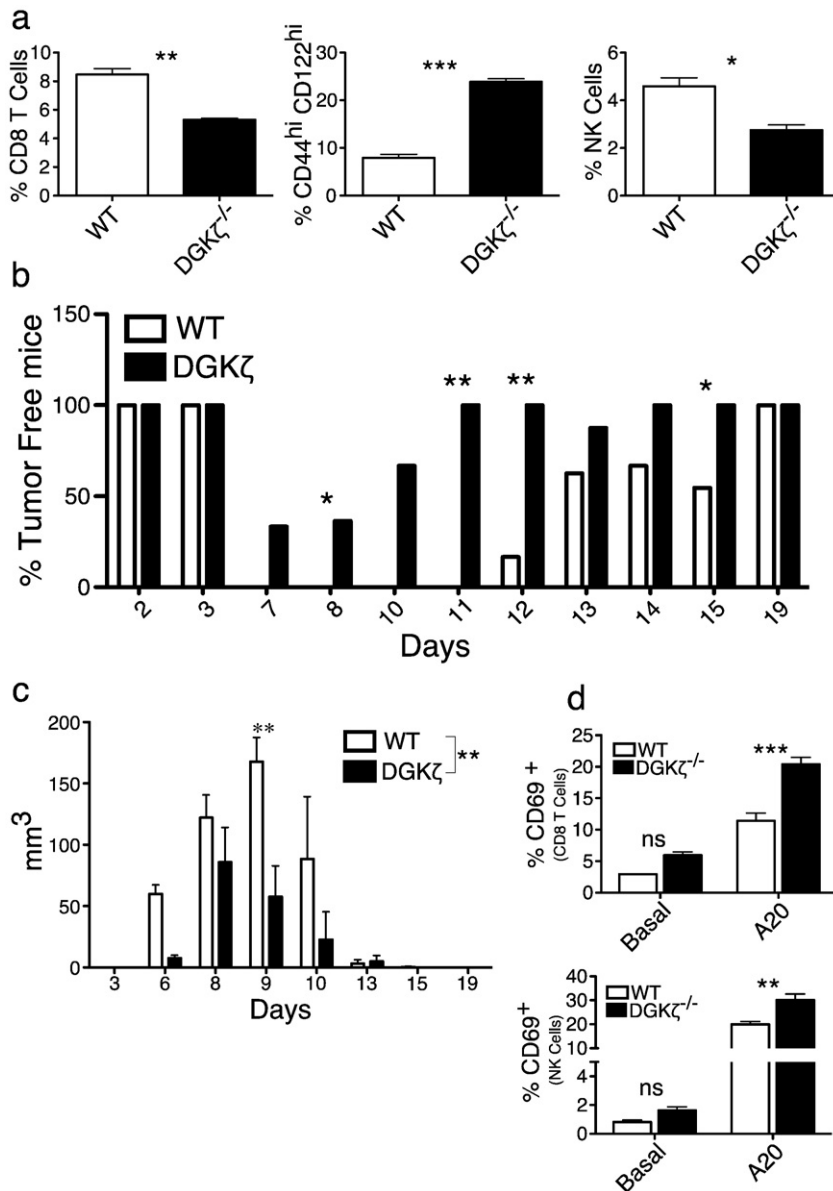 a
% CD8 T Cells
10
8
6
4
2
0
**
WT
DGKζ-/-
% CD44hi CD122hi
30
20
10
0
***
WT
DGKζ-/-
% NK Cells
6
4
2
0
*
WT
DGKζ-/-
b
% Tumor Free mice
150
100
50
0
WT
DGKζ
* ** ** *
2 3 7 8 10 11 12 13 14 15 19
Days
c
mm3
200
150
100
50
0
**
WT
DGKζ
**
3 6 8 9 10 13 15 19
Days
d
% CD69 +
(CD8 T Cells)
25
20
15
10
5
0
WT
DGKζ-/-
ns
***
Basal A20
% CD69+
(NK Cells)
40
30
20
10
6
4
2
0
WT
DGKζ-/-
ns
**
Basal A20